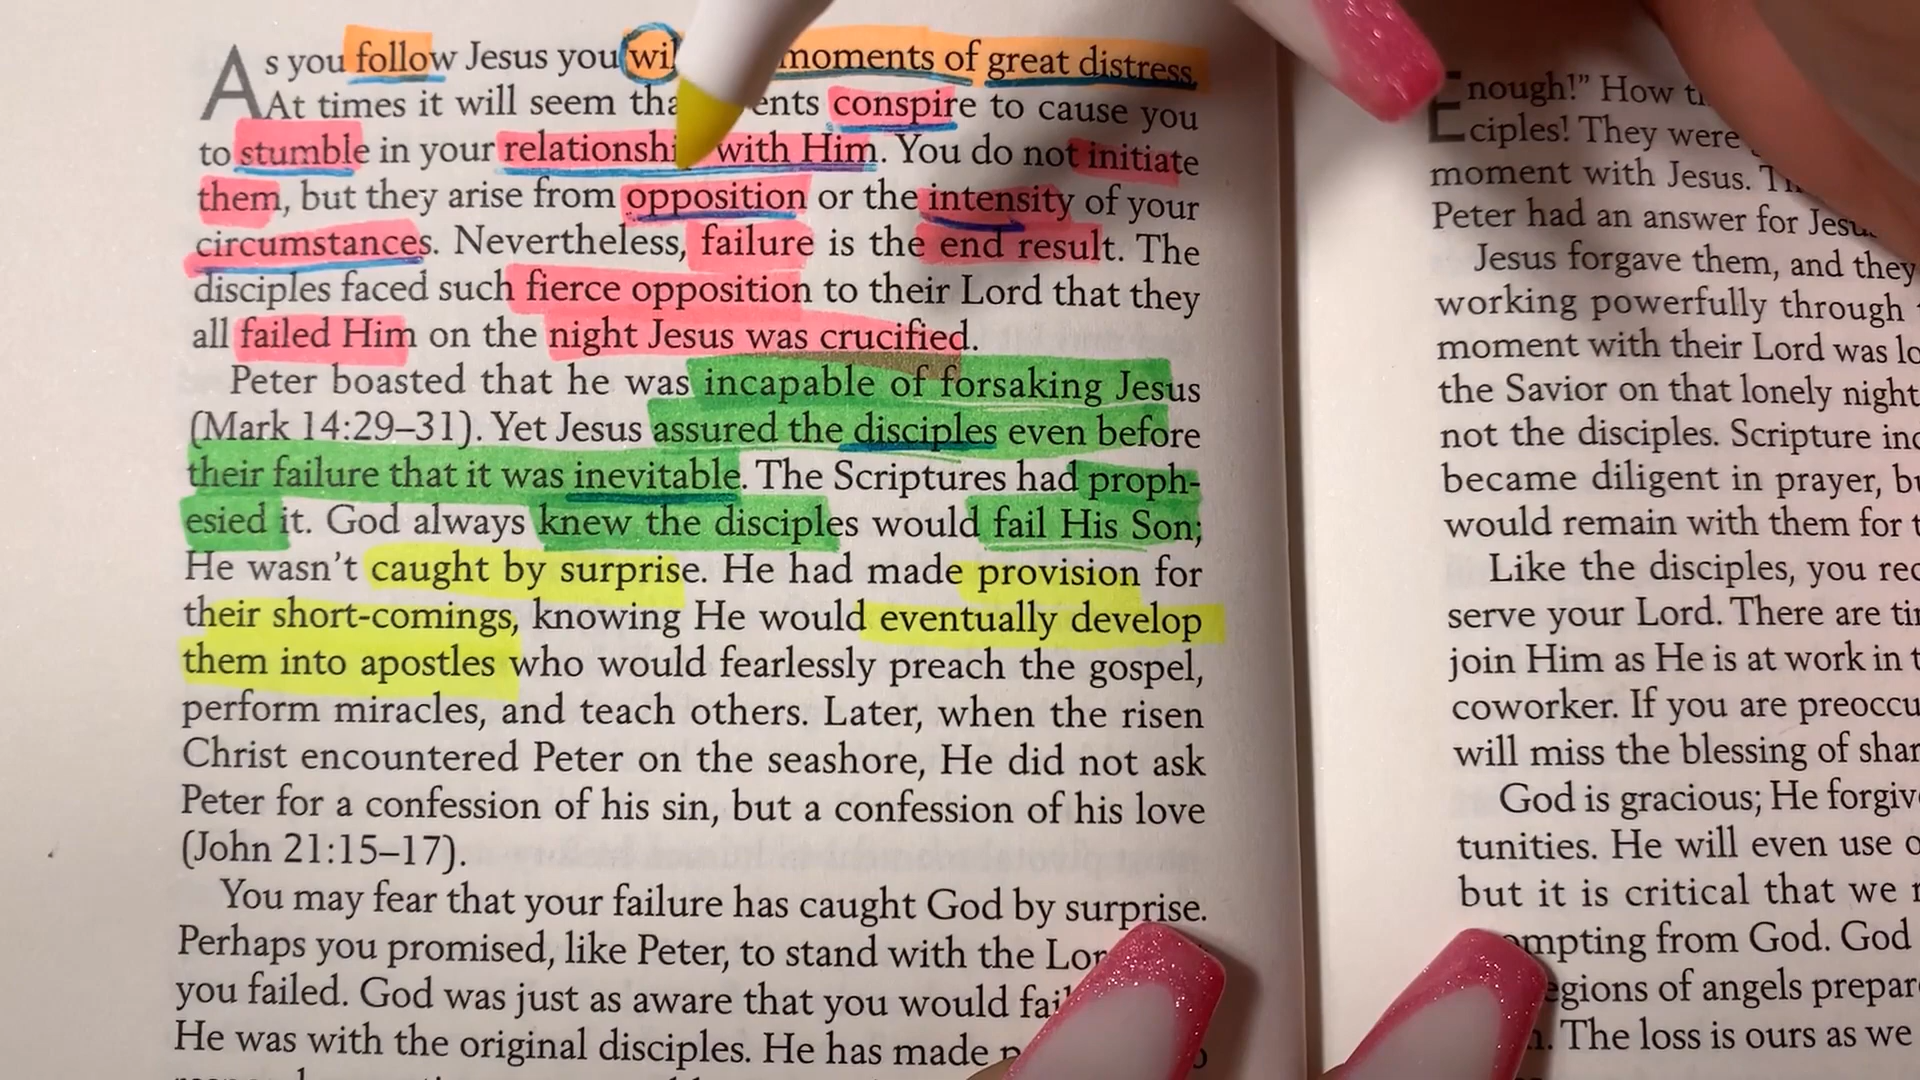 As you follow Jesus you moments of great distress.
At times it will seem conspire to cause you
to stumble in your with Him. You do not initiate
them, but they arise from opposition or the intensity of your
circumstances. Nevertheless, failure is the end result. The
disciples faced such fierce opposition to their Lord that they
all failed Him on the night Jesus was crucified.
Peter boasted that he was incapable of forsaking Jesus
(Mark 14:29–31). Yet Jesus assured the disciples even before
their failure that it was inevitable. The Scriptures had proph-
esied it. God always knew the disciples would fail His Son;
He wasn’t caught by surprise. He had made provision for
their short-comings, knowing He would eventually develop
them into apostles who would fearlessly preach the gospel,
perform miracles, and teach others. Later, when the risen
Christ encountered Peter on the seashore, He did not ask
Peter for a confession of his sin, but a confession of his love
(John 21:15–17).
You may fear that your failure has caught God by surprise.
Perhaps you promised, like Peter, to stand with the
you failed. God was just as aware that you would
He was with the original disciples. He has made
Enough!” How
ciples! They were
moment with Jesus.
Peter had an answer for
Jesus forgave them, and they
working powerfully through
moment with their Lord was
the Savior on that lonely night
not the disciples. Scripture
became diligent in prayer,
would remain with them for
Like the disciples, you
serve your Lord. There are
join Him as He is at work in
coworker. If you are
will miss the blessing of
God is gracious; He
tunities. He will even use
but it is critical that we
from God. God
of angels
The loss is ours as we